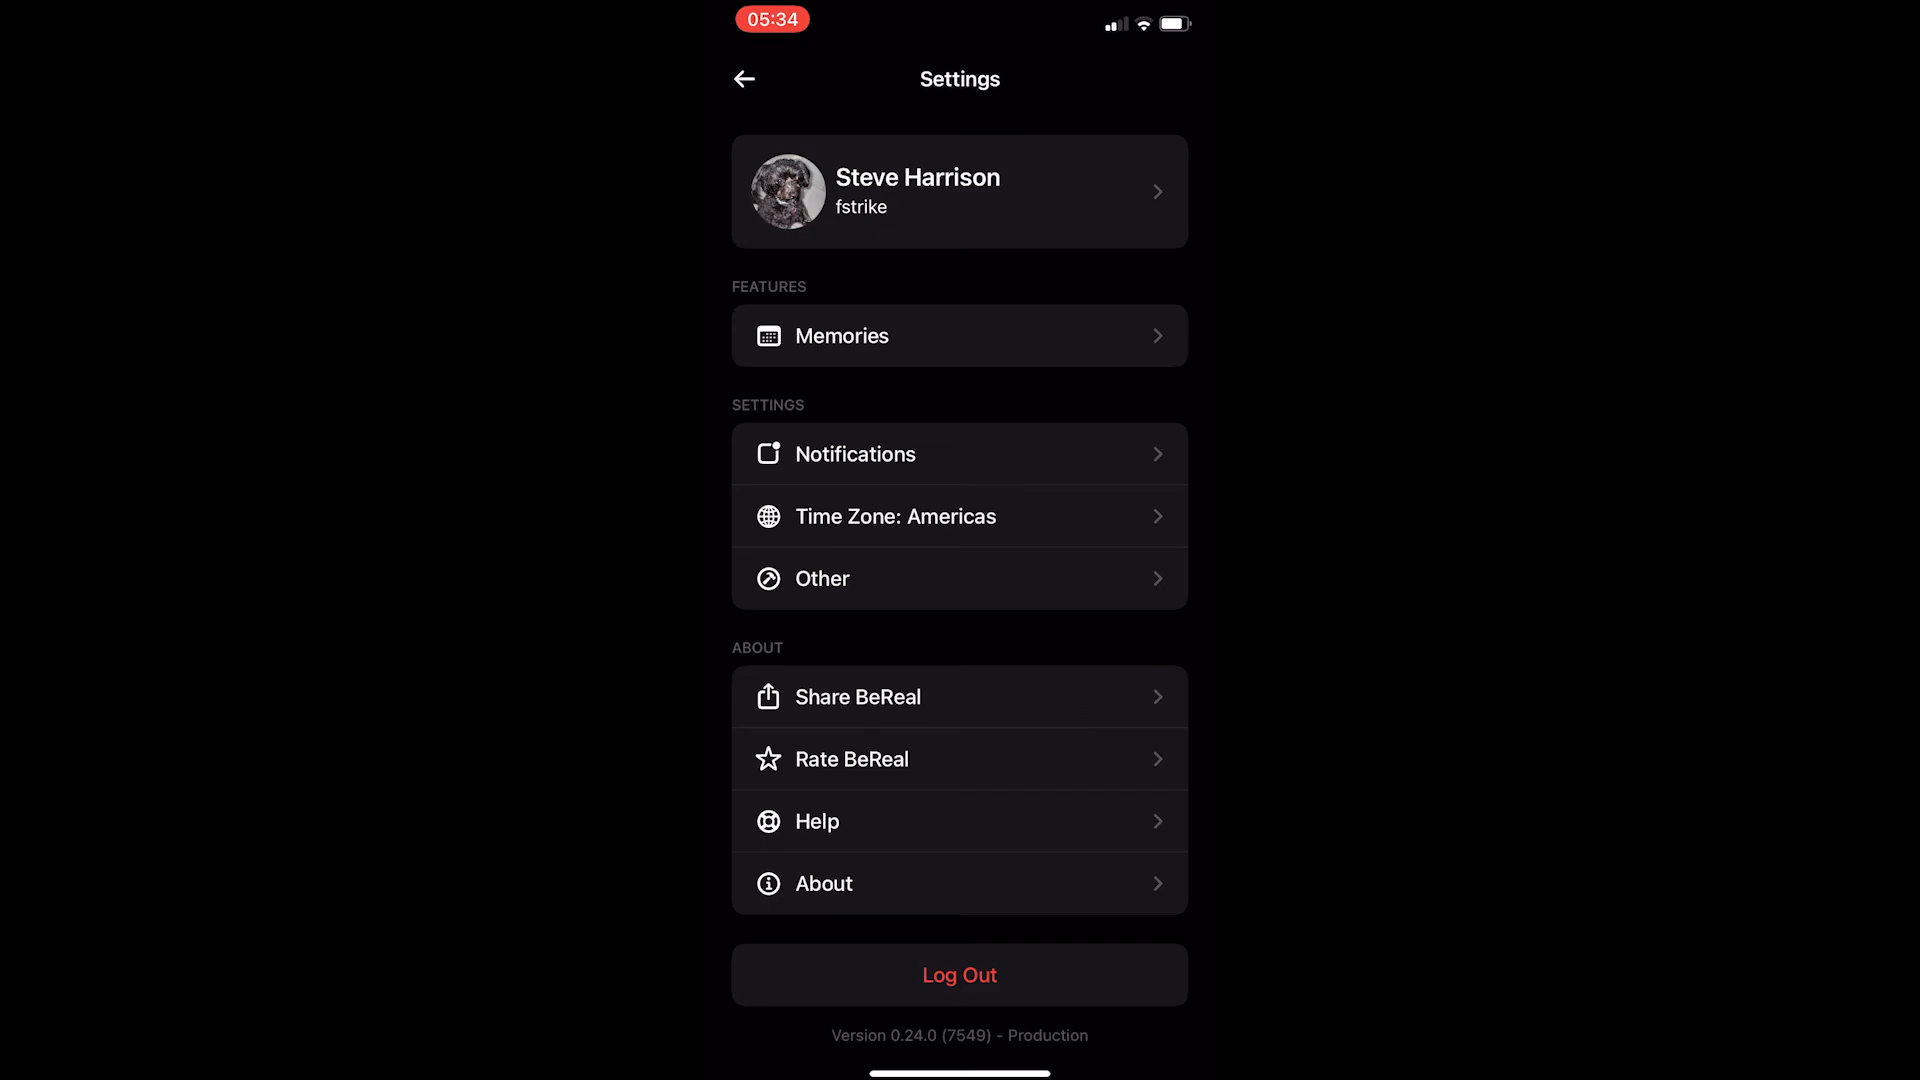 05:34
Settings
Steve Harrison
fstrike
FEATURES
Memories
SETTINGS
Notifications
Time Zone: Americas
Other
ABOUT
Share BeReal
Rate BeReal
Help
About
Log Out
Version 0.24.0 (7549) - Production